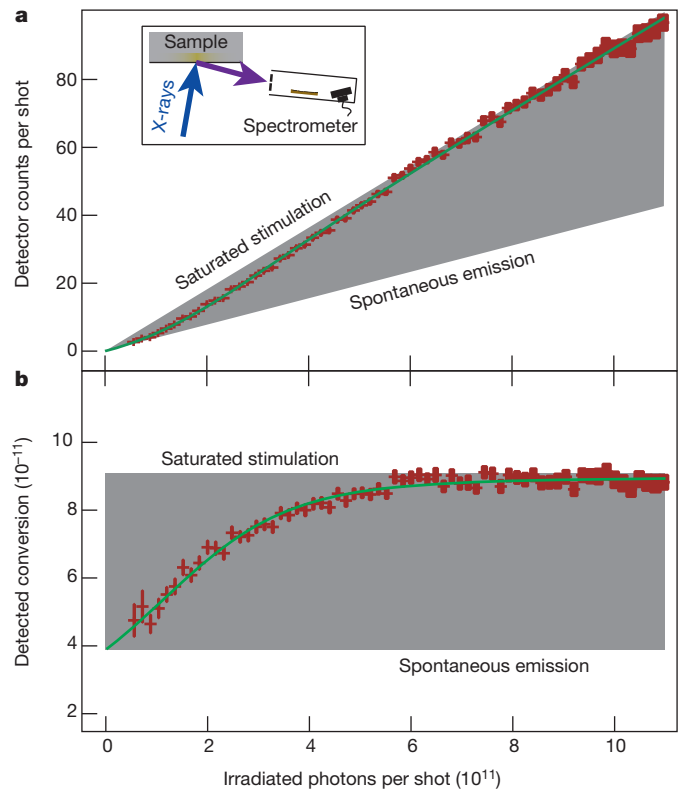 a
Sample
X-rays
Spectrometer
Detector counts per shot
80
60
40
20
0
Saturated stimulation
Spontaneous emission
b
Detected conversion (10⁻¹¹)
10
8
6
4
2
Saturated stimulation
Spontaneous emission
0 2 4 6 8 10
Irradiated photons per shot (10¹¹)